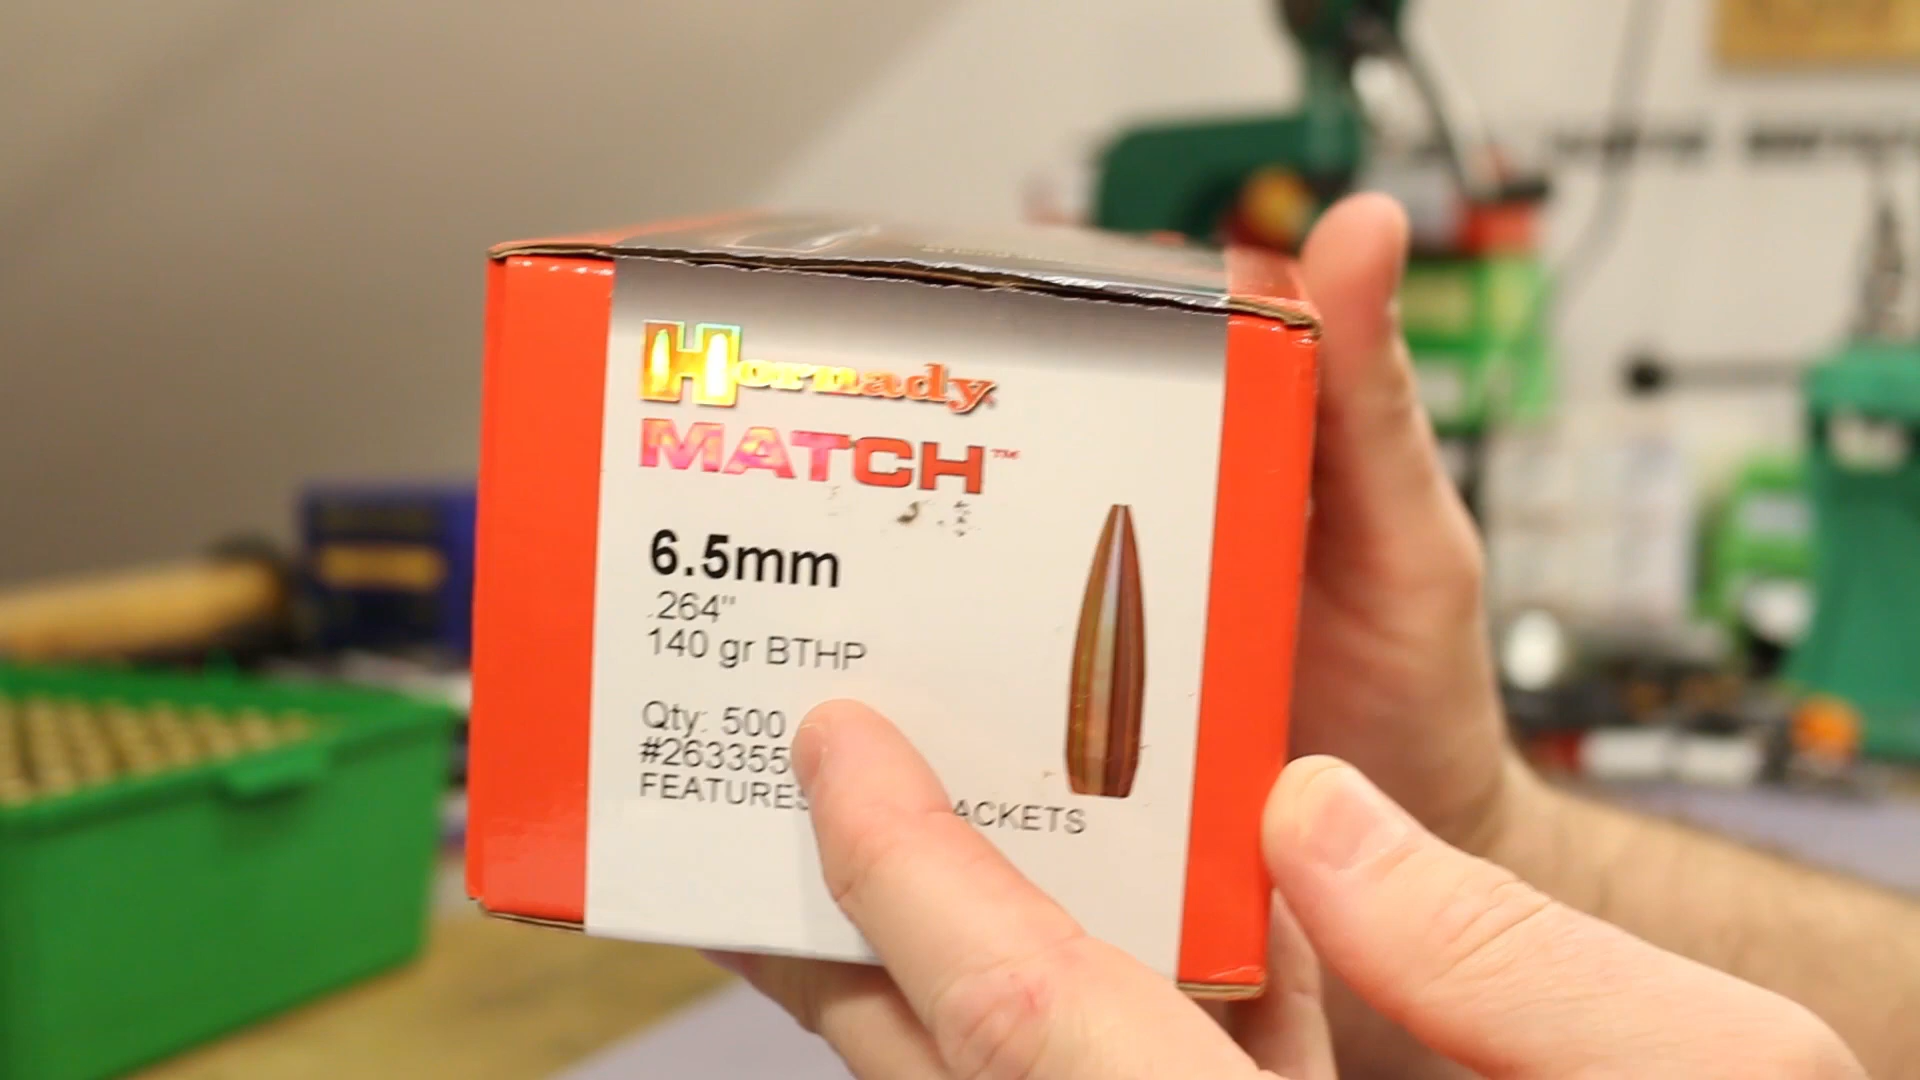 Hornady
MATCH™
6.5mm
.264"
140 gr BTHP
Qty: 500
#263355
FEATURES ACKETS